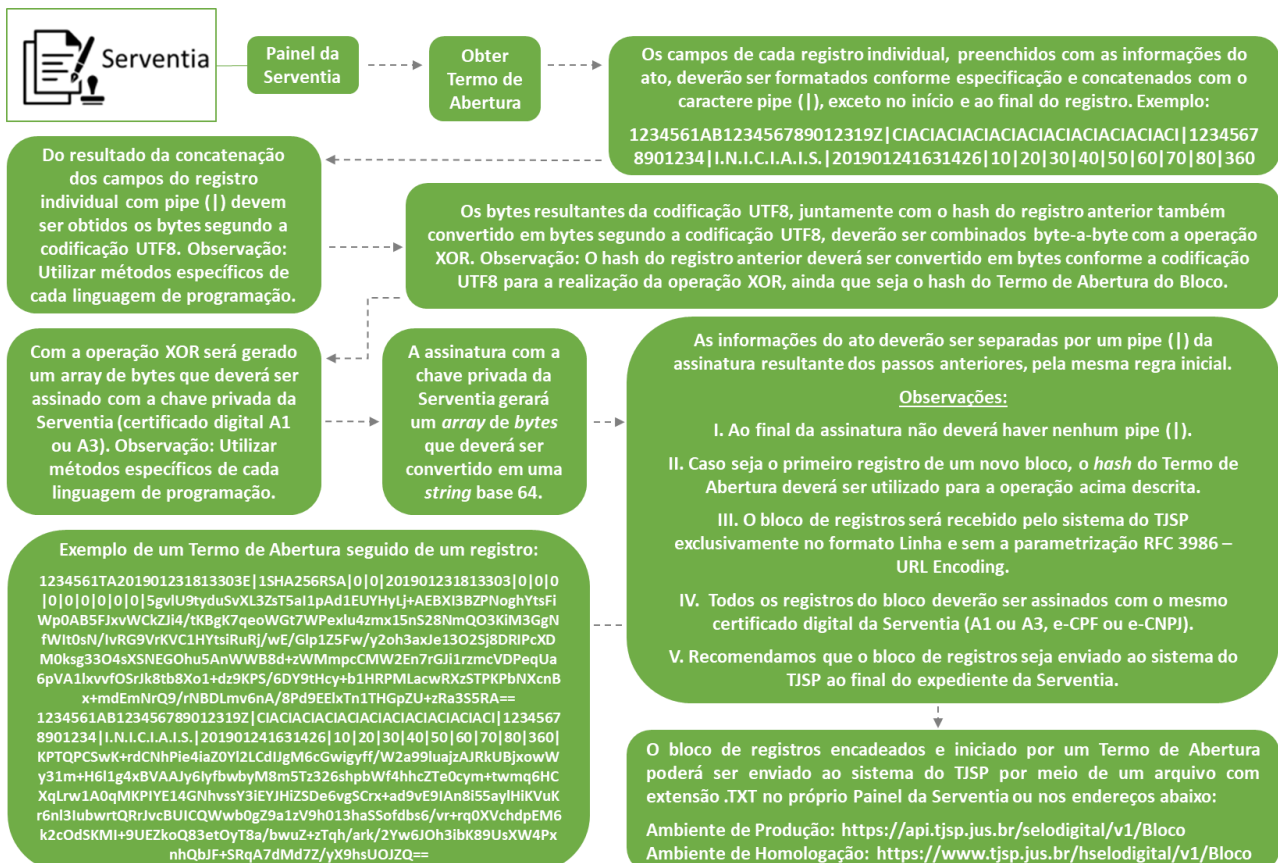 Serventia
Painel da
Serventia
Obter
Termo de
Abertura
Os campos de cada registro individual, preenchidos com as informações do
ato, deverão ser formatados conforme especificação e concatenados com o
caractere pipe (|), exceto no início e ao final do registro. Exemplo:
1234561AB123456789012319Z|CIACIACIACIACIACIACIACIACIACIACI|1234567
8901234|I.N.I.C.I.A.I.S.|201901241631426|10|20|30|40|50|60|70|80|360
Do resultado da concatenação
dos campos do registro
individual com pipe (|) devem
ser obtidos os bytes segundo a
codificação UTF8. Observação:
Utilizar métodos específicos de
cada linguagem de programação.
Os bytes resultantes da codificação UTF8, juntamente com o hash do registro anterior também
convertido em bytes segundo a codificação UTF8, deverão ser combinados byte-a-byte com a operação
XOR. Observação: O hash do registro anterior deverá ser convertido em bytes conforme a codificação
UTF8 para a realização da operação XOR, ainda que seja o hash do Termo de Abertura do Bloco.
Com a operação XOR será gerado
um array de bytes que deverá ser
assinado com a chave privada da
Serventia (certificado digital A1
ou A3). Observação: Utilizar
métodos específicos de cada
linguagem de programação.
A assinatura com a
chave privada da
Serventia gerará
um array de bytes
que deverá ser
convertido em uma
string base 64.
As informações do ato deverão ser separadas por um pipe (|) da
assinatura resultante dos passos anteriores, pela mesma regra inicial.
Observações:
I. Ao final da assinatura não deverá haver nenhum pipe (|).
II. Caso seja o primeiro registro de um novo bloco, o hash do Termo de
Abertura deverá ser utilizado para a operação acima descrita.
III. O bloco de registros será recebido pelo sistema do TJSP
exclusivamente no formato Linha e sem a parametrização RFC 3986 –
URL Encoding.
IV. Todos os registros do bloco deverão ser assinados com o mesmo
certificado digital da Serventia (A1 ou A3, e-CPF ou e-CNPJ).
V. Recomendamos que o bloco de registros seja enviado ao sistema do
TJSP ao final do expediente da Serventia.
Exemplo de um Termo de Abertura seguido de um registro:
1234561TA201901231813303E|1SHA256RSA|0|0|201901231813303|0|0|0
|0|0|0|0|0|0|5gvlU9tyduSvXL3ZsT5aI1pAd1EUYHyLj+AEBXI3BZPNoghYtsFi
Wp0AB5FJxvWCkZJi4/tKBgK7qeoWGt7WPexlu4zmx15nS28NmQO3KiM3GgN
fWIt0sN/IvRG9VrKVC1HYtsiRuRj/wE/Glp1Z5Fw/y2oh3axJe13O2Sj8DRIPcXD
M0ksg33O4sXSNEGOhu5AnWWB8d+zWMmpcCMW2En7rGJi1rzmcVDPeqUa
6pVA1lxvvfOSrJk8tb8Xo1+dz9KPS/6DY9tHcy+b1HRPMLacwRXzSTPKPbNXcnB
x+mdEmNrQ9/rNBDLmv6nA/8Pd9EElxTn1THGpZU+zRa3S5RA==
1234561AB123456789012319Z|CIACIACIACIACIACIACIACIACIACIACI|1234567
8901234|I.N.I.C.I.A.I.S.|201901241631426|10|20|30|40|50|60|70|80|360|
KPTQPCSwK+rdCNhPie4iaZ0Yl2LCdIJgM6cGwigyff/W2a99luajzAJRkUBjxowW
y31m+H6l1g4xBVAAJy6IyfbwbyM8m5Tz326shpbWf4hhcZTe0cym+twmq6HC
XqLrw1A0qMKPIYE14GNhvssY3iEYJHiZSDe6vgSCrx+ad9vE9IAn8i55aylHiKVuK
r6nl3IubwrtQRrJvcBUICQWwb0gZ9a1zV9h013haSSofdbs6/vr+rq0XVchdpEM6
k2cOdSKMI+9UEZkoQ83etOyT8a/bwuZ+zTqh/ark/2Yw6JOh3ibK89UsXW4Px
nhQbJF+SRqA7dMd7Z/yX9hsUOJZQ==
O bloco de registros encadeados e iniciado por um Termo de Abertura
poderá ser enviado ao sistema do TJSP por meio de um arquivo com
extensão .TXT no próprio Painel da Serventia ou nos endereços abaixo:
Ambiente de Produção: https://api.tjsp.jus.br/selodigital/v1/Bloco
Ambiente de Homologação: https://www.tjsp.jus.br/hselodigital/v1/Bloco